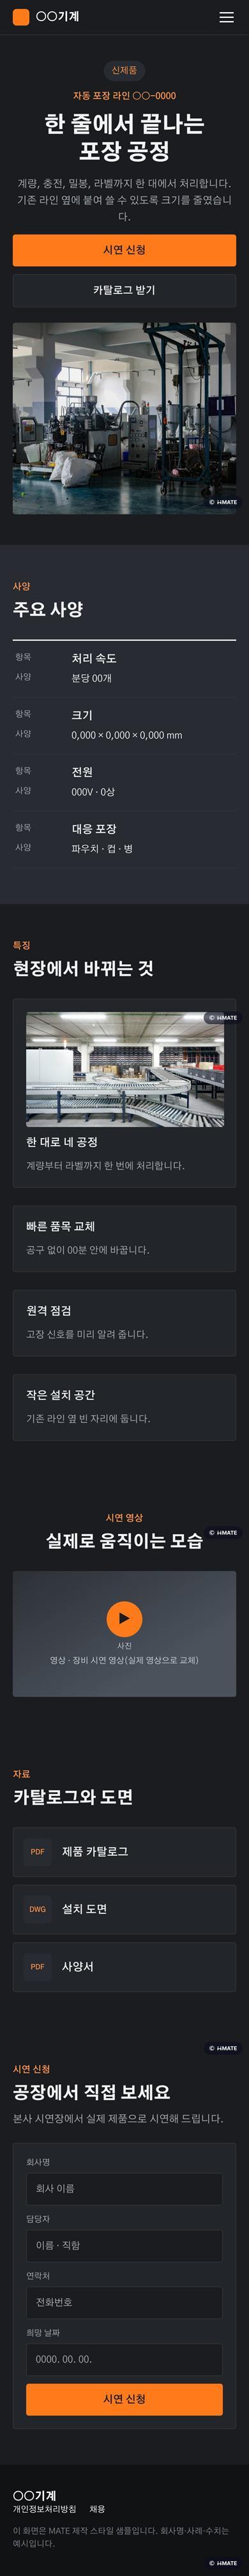 ○○기계
신제품
자동 포장 라인 ○○-0000
한 줄에서 끝나는
포장 공정
계량, 충전, 밀봉, 라벨까지 한 대에서 처리합니다.
기존 라인 옆에 붙여 쓸 수 있도록 크기를 줄였습니
다.
시연 신청
카탈로그 받기
© MATE
사양
주요 사양
항목 처리 속도
사양 분당 00개
항목 크기
사양 0,000 × 0,000 × 0,000 mm
항목 전원
사양 000V · 0상
항목 대응 포장
사양 파우치 · 컵 · 병
특징
현장에서 바뀌는 것
© MATE
한 대로 네 공정
계량부터 라벨까지 한 번에 처리합니다.
빠른 품목 교체
공구 없이 00분 안에 바꿉니다.
원격 점검
고장 신호를 미리 알려 줍니다.
작은 설치 공간
기존 라인 옆 빈 자리에 둡니다.
시연 영상
© MATE
실제로 움직이는 모습
사진
영상 · 장비 시연 영상(실제 영상으로 교체)
자료
카탈로그와 도면
PDF 제품 카탈로그
DWG 설치 도면
PDF 사양서
© MATE
시연 신청
공장에서 직접 보세요
본사 시연장에서 실제 제품으로 시연해 드립니다.
회사명
회사 이름
담당자
이름 · 직함
연락처
전화번호
희망 날짜
0000. 00. 00.
시연 신청
○○기계
개인정보처리방침 채용
이 화면은 MATE 제작 스타일 샘플입니다. 회사명·사례·수치는
예시입니다.
© MATE